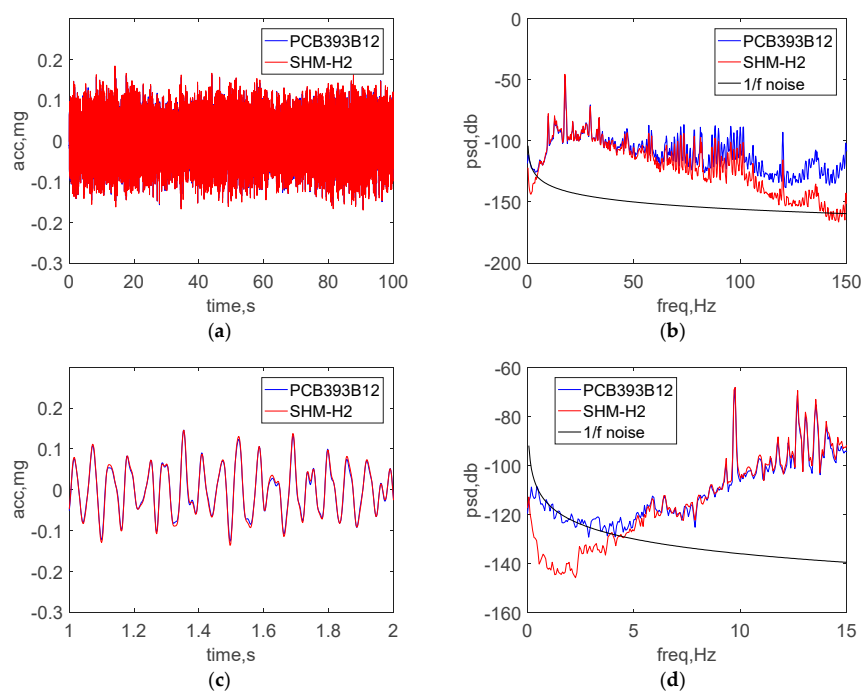 0.2
0.1
0
-0.1
-0.2
-0.3
acc,mg
0 20 40 60 80 100
time,s
PCB393B12
SHM-H2
(a)
0
-50
-100
-150
-200
psd,db
0 50 100 150
freq,Hz
PCB393B12
SHM-H2
1/f noise
(b)
0.2
0.1
0
-0.1
-0.2
-0.3
acc,mg
1 1.2 1.4 1.6 1.8 2
time,s
PCB393B12
SHM-H2
(c)
-60
-80
-100
-120
-140
-160
psd,db
0 5 10 15
freq,Hz
PCB393B12
SHM-H2
1/f noise
(d)